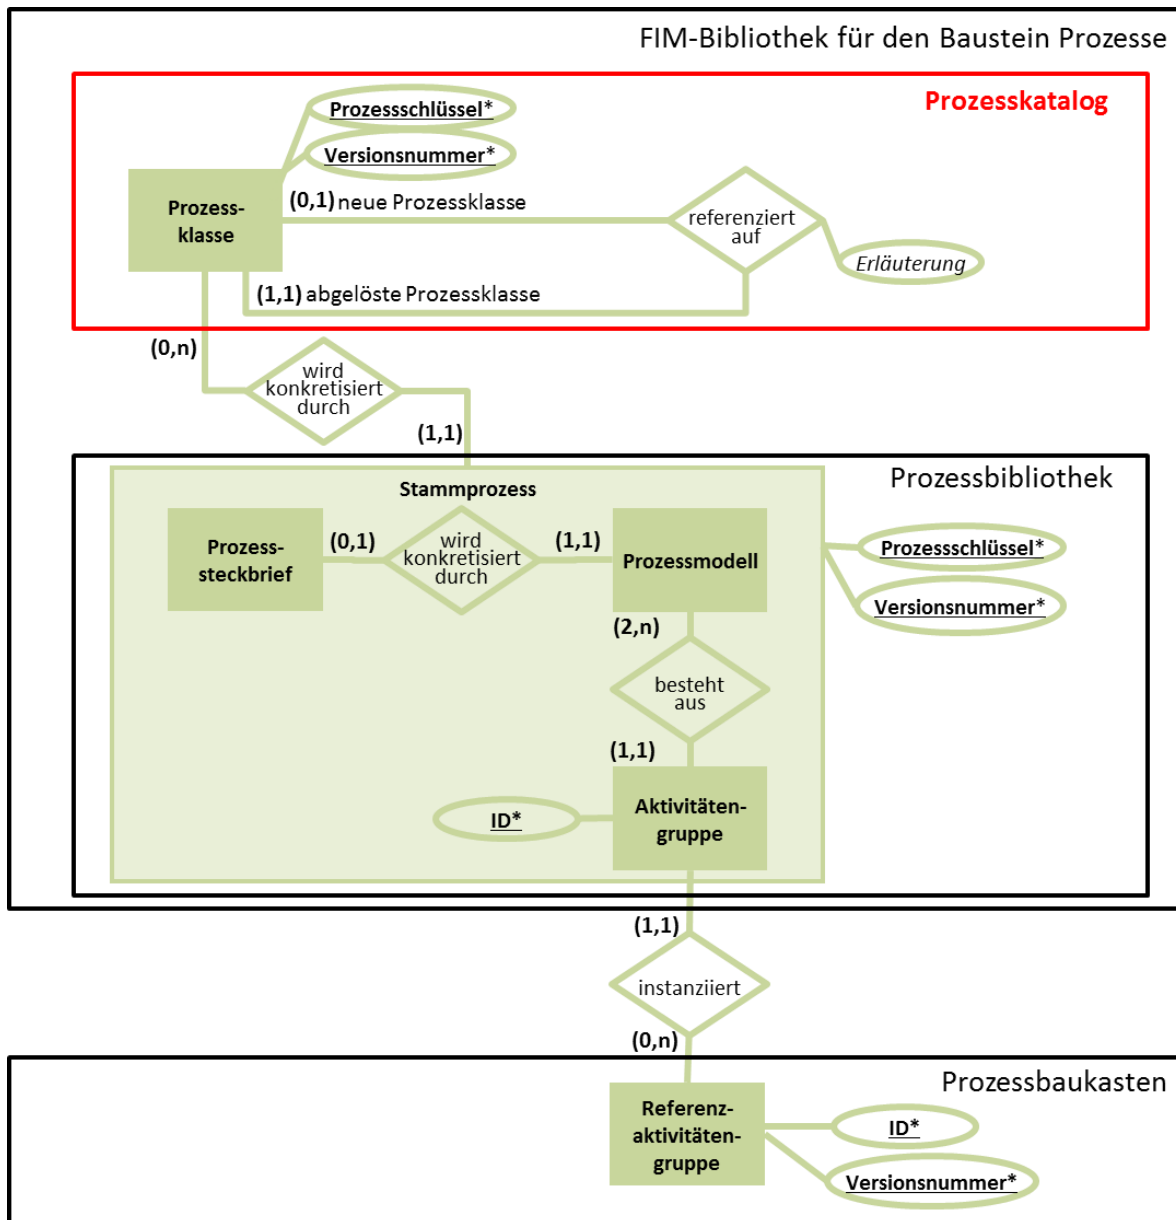 FIM-Bibliothek für den Baustein Prozesse
Prozesskatalog
Prozessschlüssel*
Versionsnummer*
Prozess-
klasse
(0,1) neue Prozessklasse
referenziert
auf
Erläuterung
(1,1) abgelöste Prozessklasse
(0,n)
wird
konkretisiert
durch
(1,1)
Prozessbibliothek
Stammprozess
Prozess-
steckbrief
(0,1)
wird
konkretisiert
durch
(1,1)
Prozessmodell
Prozessschlüssel*
Versionsnummer*
(2,n)
besteht
aus
(1,1)
ID*
Aktivitäten-
gruppe
(1,1)
instanziiert
(0,n)
Prozessbaukasten
Referenz-
aktivitäten-
gruppe
ID*
Versionsnummer*